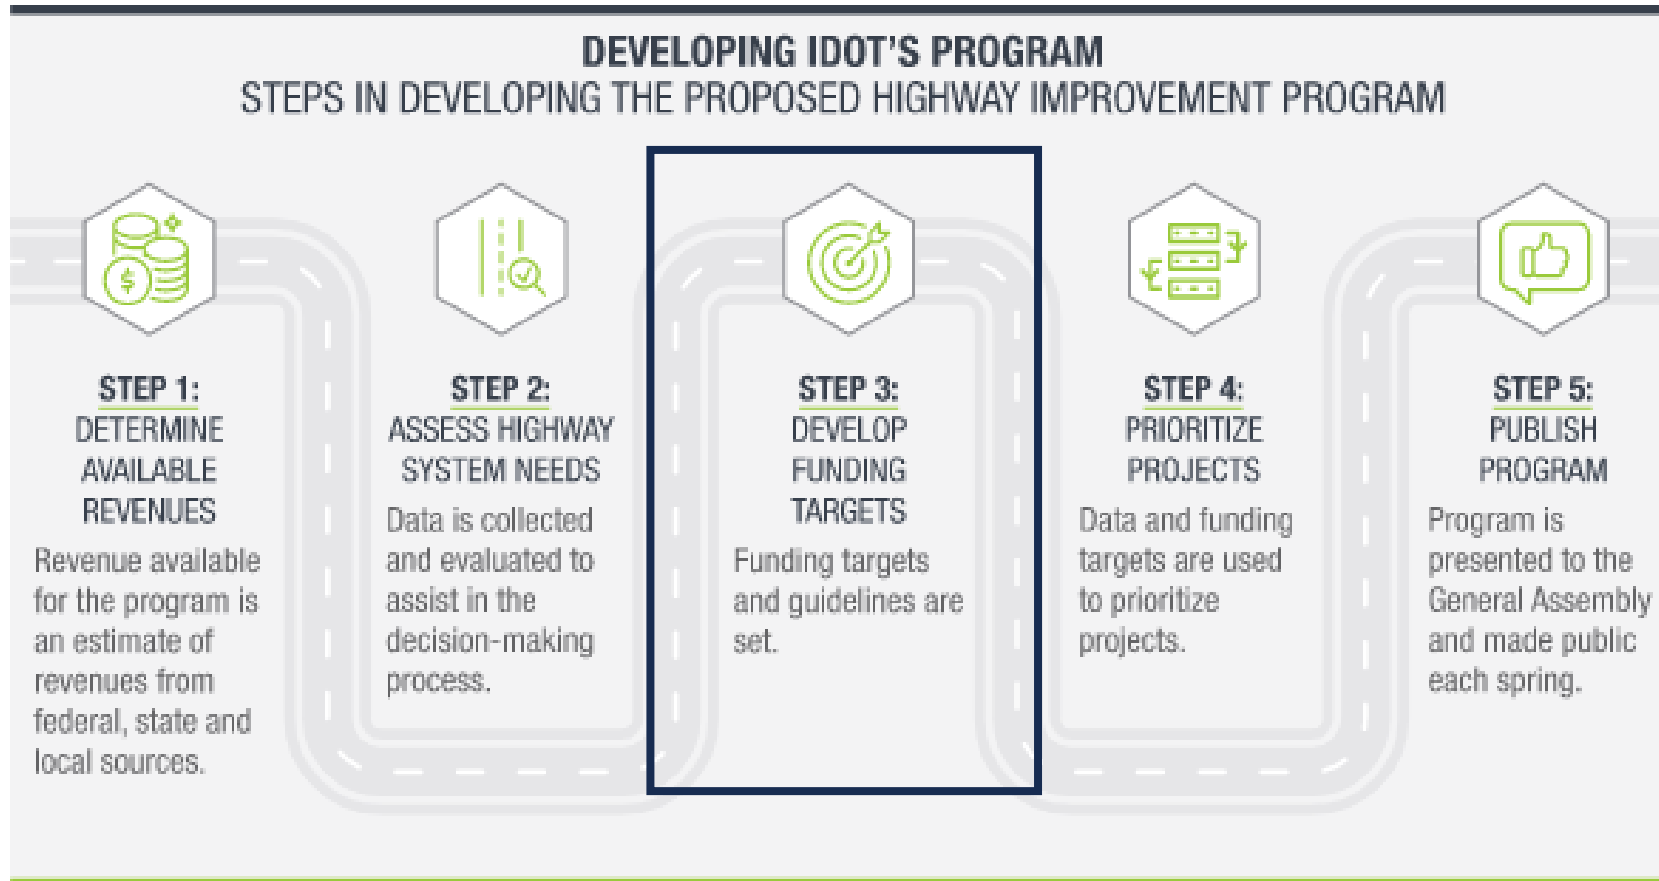 DEVELOPING IDOT'S PROGRAM
STEPS IN DEVELOPING THE PROPOSED HIGHWAY IMPROVEMENT PROGRAM
$
STEP 1:
DETERMINE
AVAILABLE
REVENUES
Revenue available
for the program is
an estimate of
revenues from
federal, state and
local sources.
STEP 2:
ASSESS HIGHWAY
SYSTEM NEEDS
Data is collected
and evaluated to
assist in the
decision-making
process.
STEP 3:
DEVELOP
FUNDING
TARGETS
Funding targets
and guidelines are
set.
STEP 4:
PRIORITIZE
PROJECTS
Data and funding
targets are used
to prioritize
projects.
STEP 5:
PUBLISH
PROGRAM
Program is
presented to the
General Assembly
and made public
each spring.